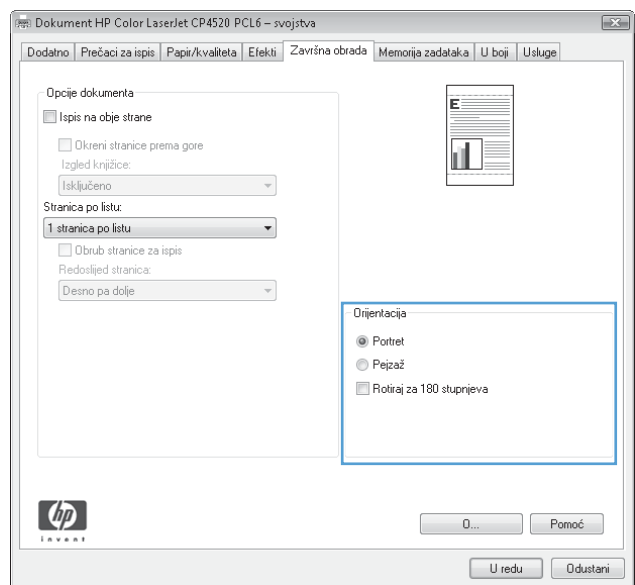 Dokument HP Color LaserJet CP4520 PCL6 – svojstva
Dodatno Prečaci za ispis Papir/kvaliteta Efekti Završna obrada Memorija zadataka U boji Usluge
Opcije dokumenta
Ispis na obje strane
Okreni stranice prema gore
Izgled knjižice:
Isključeno
Stranica po listu:
1 stranica po listu
Obrub stranice za ispis
Redoslijed stranica:
Desno pa dolje
E
Orijentacija
Portret
Pejzaž
Rotiraj za 180 stupnjeva
hp
invent
O... Pomoć
U redu Odustani